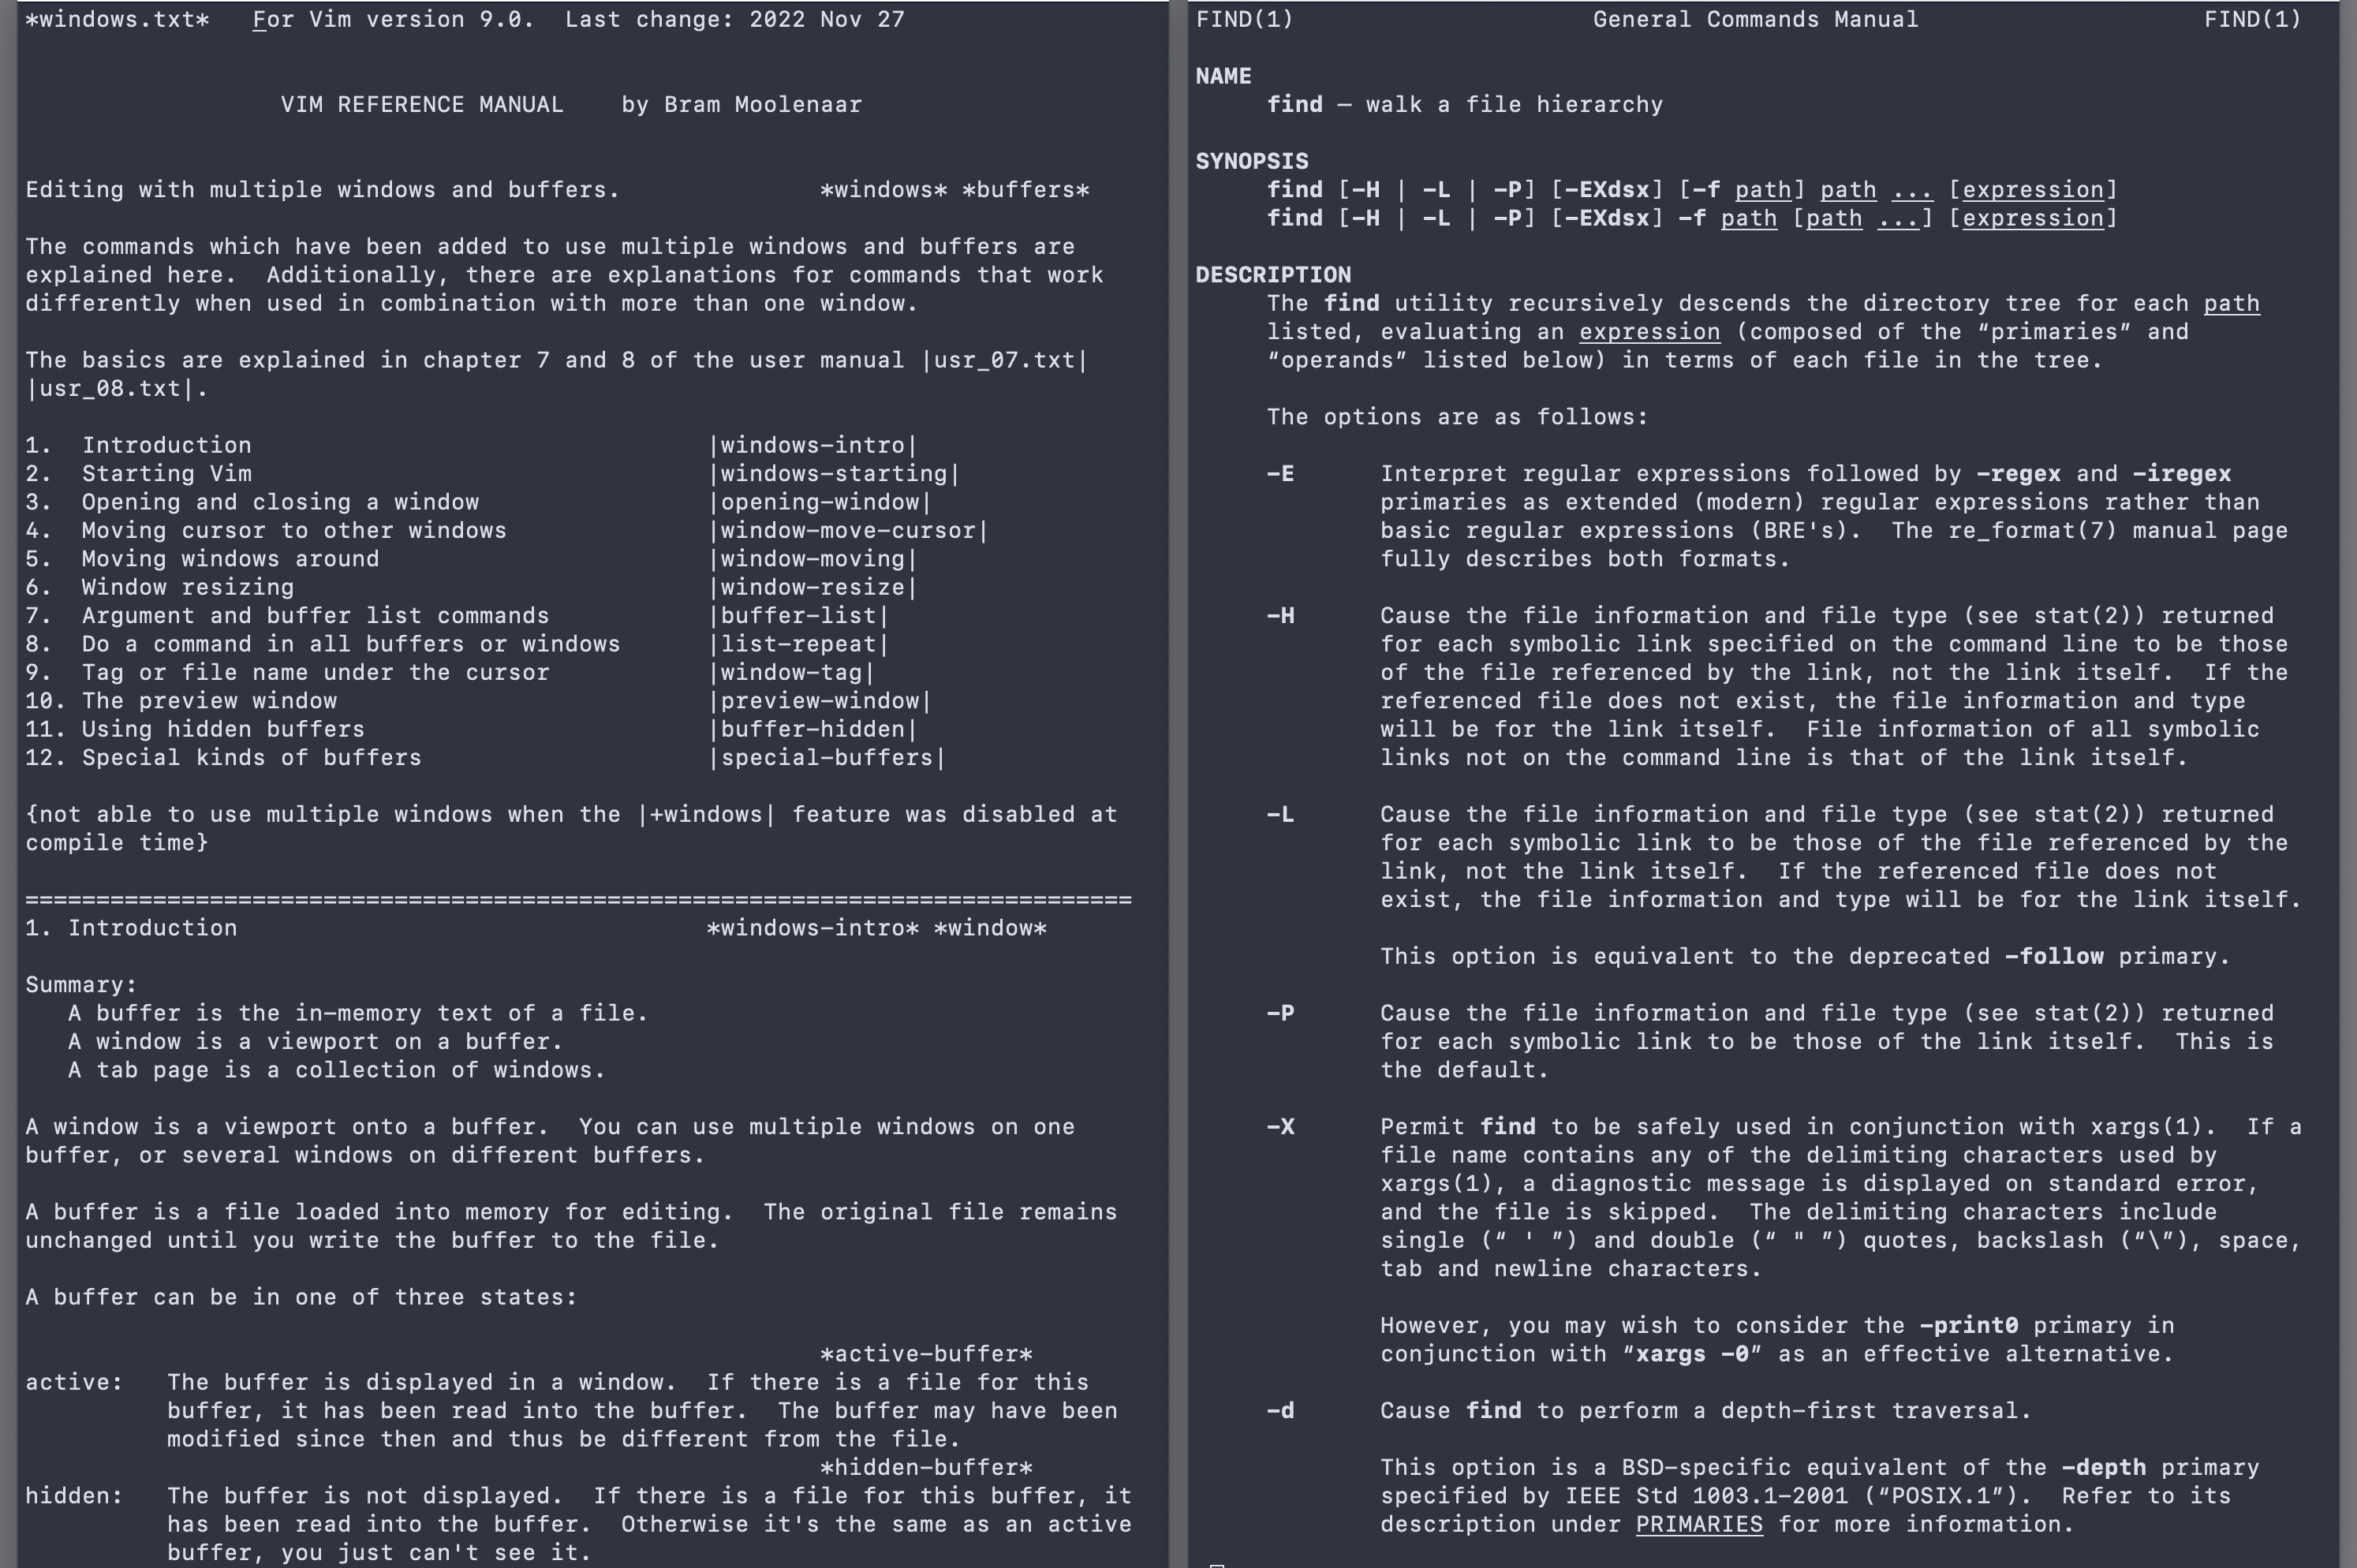 *windows.txt*   For Vim version 9.0.  Last change: 2022 Nov 27
VIM REFERENCE MANUAL    by Bram Moolenaar
Editing with multiple windows and buffers.              *windows* *buffers*
The commands which have been added to use multiple windows and buffers are
explained here.  Additionally, there are explanations for commands that work
differently when used in combination with more than one window.
The basics are explained in chapter 7 and 8 of the user manual |usr_07.txt|
|usr_08.txt|.
1.  Introduction                                |windows-intro|
2.  Starting Vim                                |windows-starting|
3.  Opening and closing a window                |opening-window|
4.  Moving cursor to other windows              |window-move-cursor|
5.  Moving windows around                       |window-moving|
6.  Window resizing                             |window-resize|
7.  Argument and buffer list commands           |buffer-list|
8.  Do a command in all buffers or windows      |list-repeat|
9.  Tag or file name under the cursor           |window-tag|
10. The preview window                          |preview-window|
11. Using hidden buffers                        |buffer-hidden|
12. Special kinds of buffers                    |special-buffers|
{not able to use multiple windows when the |+windows| feature was disabled at
compile time}
==============================================================================
1. Introduction                                 *windows-intro* *window*
Summary:
   A buffer is the in-memory text of a file.
   A window is a viewport on a buffer.
   A tab page is a collection of windows.
A window is a viewport onto a buffer.  You can use multiple windows on one
buffer, or several windows on different buffers.
A buffer is a file loaded into memory for editing.  The original file remains
unchanged until you write the buffer to the file.
A buffer can be in one of three states:
*active-buffer*
active:   The buffer is displayed in a window.  If there is a file for this
          buffer, it has been read into the buffer.  The buffer may have been
          modified since then and thus be different from the file.
*hidden-buffer*
hidden:   The buffer is not displayed.  If there is a file for this buffer, it
          has been read into the buffer.  Otherwise it's the same as an active
          buffer, you just can't see it.
FIND(1)                     General Commands Manual                    FIND(1)
NAME
     find – walk a file hierarchy
SYNOPSIS
     find [-H | -L | -P] [-EXdsx] [-f path] path ... [expression]
     find [-H | -L | -P] [-EXdsx] -f path [path ...] [expression]
DESCRIPTION
     The find utility recursively descends the directory tree for each path
     listed, evaluating an expression (composed of the “primaries” and
     “operands” listed below) in terms of each file in the tree.
     The options are as follows:
     -E      Interpret regular expressions followed by -regex and -iregex
             primaries as extended (modern) regular expressions rather than
             basic regular expressions (BRE's).  The re_format(7) manual page
             fully describes both formats.
     -H      Cause the file information and file type (see stat(2)) returned
             for each symbolic link specified on the command line to be those
             of the file referenced by the link, not the link itself.  If the
             referenced file does not exist, the file information and type
             will be for the link itself.  File information of all symbolic
             links not on the command line is that of the link itself.
     -L      Cause the file information and file type (see stat(2)) returned
             for each symbolic link to be those of the file referenced by the
             link, not the link itself.  If the referenced file does not
             exist, the file information and type will be for the link itself.
             This option is equivalent to the deprecated -follow primary.
     -P      Cause the file information and file type (see stat(2)) returned
             for each symbolic link to be those of the link itself.  This is
             the default.
     -X      Permit find to be safely used in conjunction with xargs(1).  If a
             file name contains any of the delimiting characters used by
             xargs(1), a diagnostic message is displayed on standard error,
             and the file is skipped.  The delimiting characters include
             single (“ ' ”) and double (“ " ”) quotes, backslash (“\”), space,
             tab and newline characters.
             However, you may wish to consider the -print0 primary in
             conjunction with “xargs -0” as an effective alternative.
     -d      Cause find to perform a depth-first traversal.
             This option is a BSD-specific equivalent of the -depth primary
             specified by IEEE Std 1003.1-2001 (“POSIX.1”).  Refer to its
             description under PRIMARIES for more information.